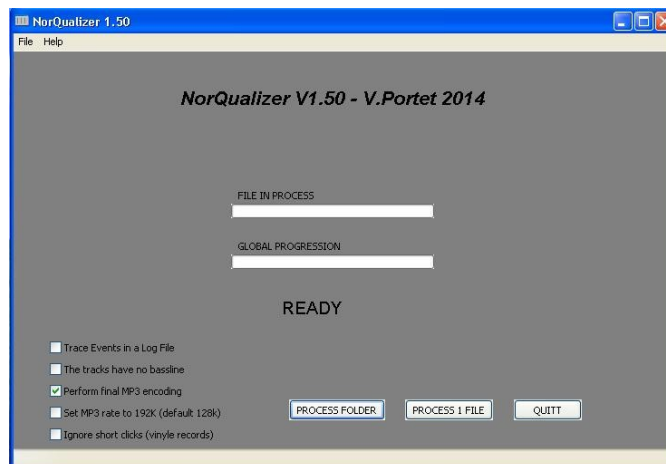 NorQualizer 1.50
File Help
NorQualizer V1.50 - V.Portet 2014
FILE IN PROCESS
GLOBAL PROGRESSION
READY
Trace Events in a Log File
The tracks have no bassline
Perform final MP3 encoding
Set MP3 rate to 192K (default 128k)
Ignore short clicks (vinyle records)
PROCESS FOLDER PROCESS 1 FILE QUITT